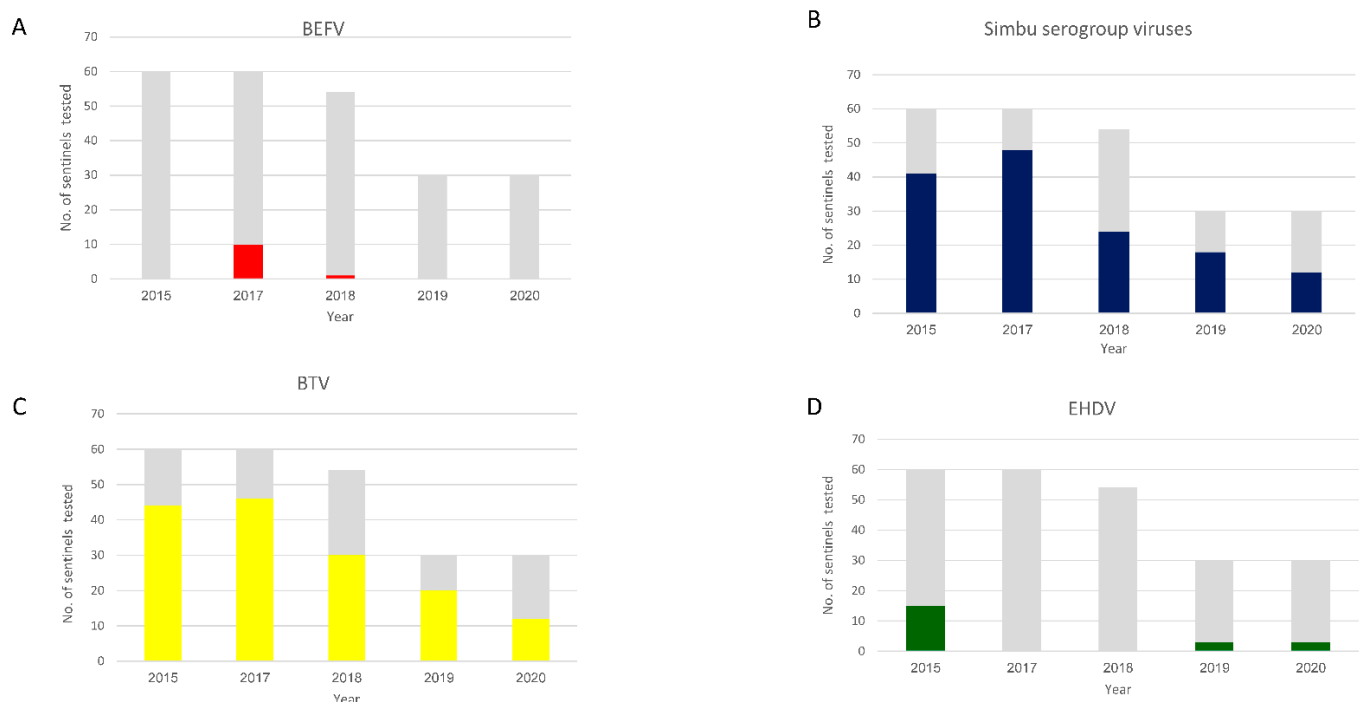 A
BEFV
No. of sentinels tested
70
60
50
40
30
20
10
0
2015 2017 2018 2019 2020
Year
B
Simbu serogroup viruses
No. of sentinels tested
70
60
50
40
30
20
10
0
2015 2017 2018 2019 2020
Year
C
BTV
No. of sentinels tested
70
60
50
40
30
20
10
0
2015 2017 2018 2019 2020
Year
D
EHDV
No. of sentinels tested
70
60
50
40
30
20
10
0
2015 2017 2018 2019 2020
Year